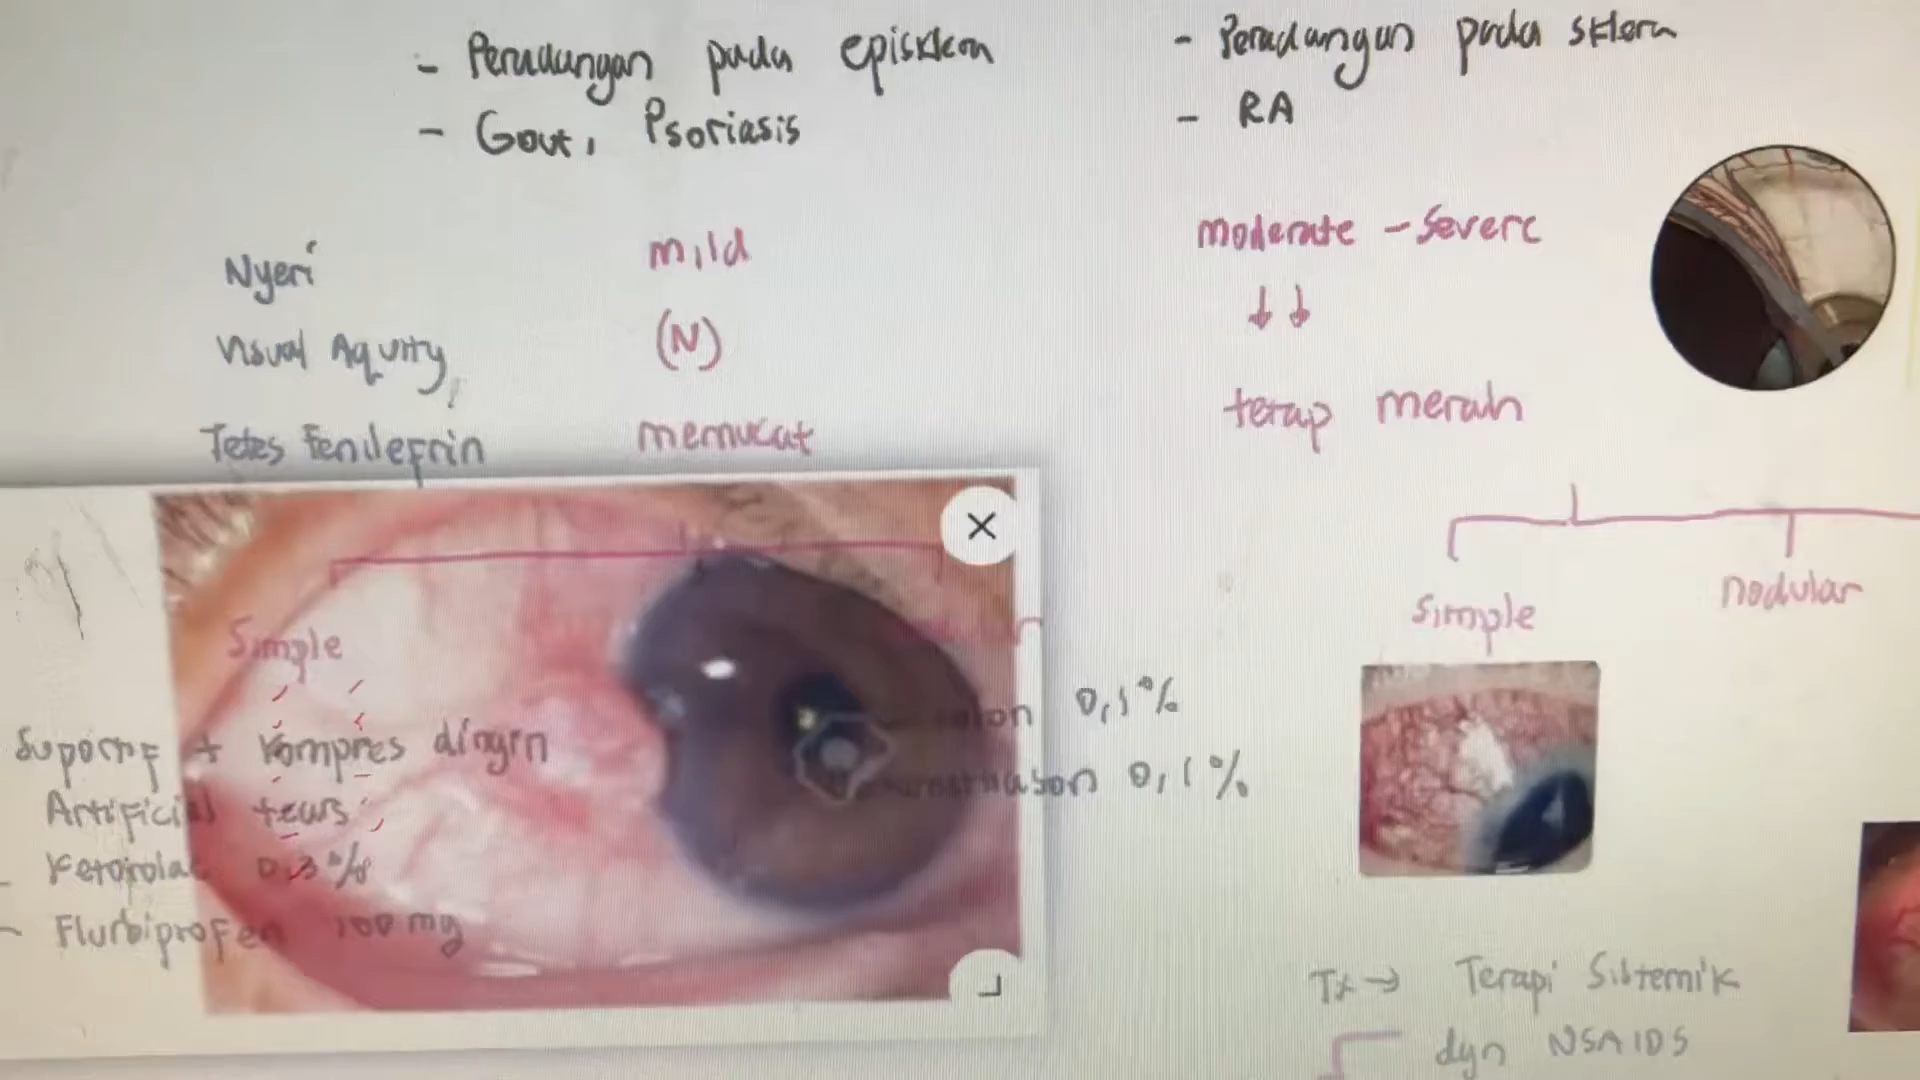 - Peradangan pada episklera
- Gout, Psoriasis
- Peradangan pada sklera
- RA
Nyeri
mild
moderate - severe
Visual Aquity
(N)
↓ ↓
Tetes Fenilefrin
memucat
tetap merah
Simple
simple
nodular
Suportif + kompres dingin
Artificial tears
- Ketorolac 0,3%
- Flurbiprofen 100 mg
0,1%
0,1%
Tx → Terapi Sistemik
dgn NSAIDS